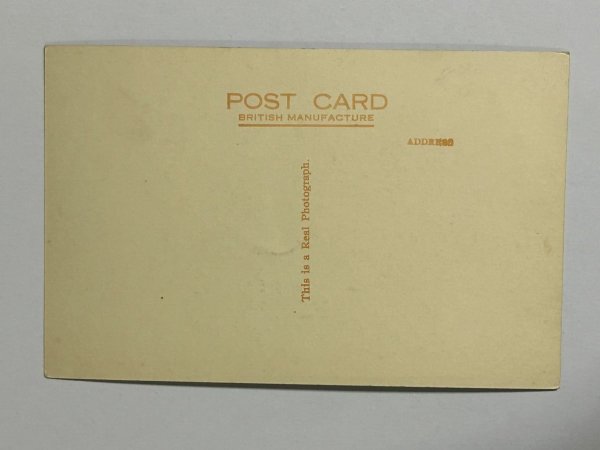 POST CARD
BRITISH MANUFACTURE
ADDRESS
This is a Real Photograph.